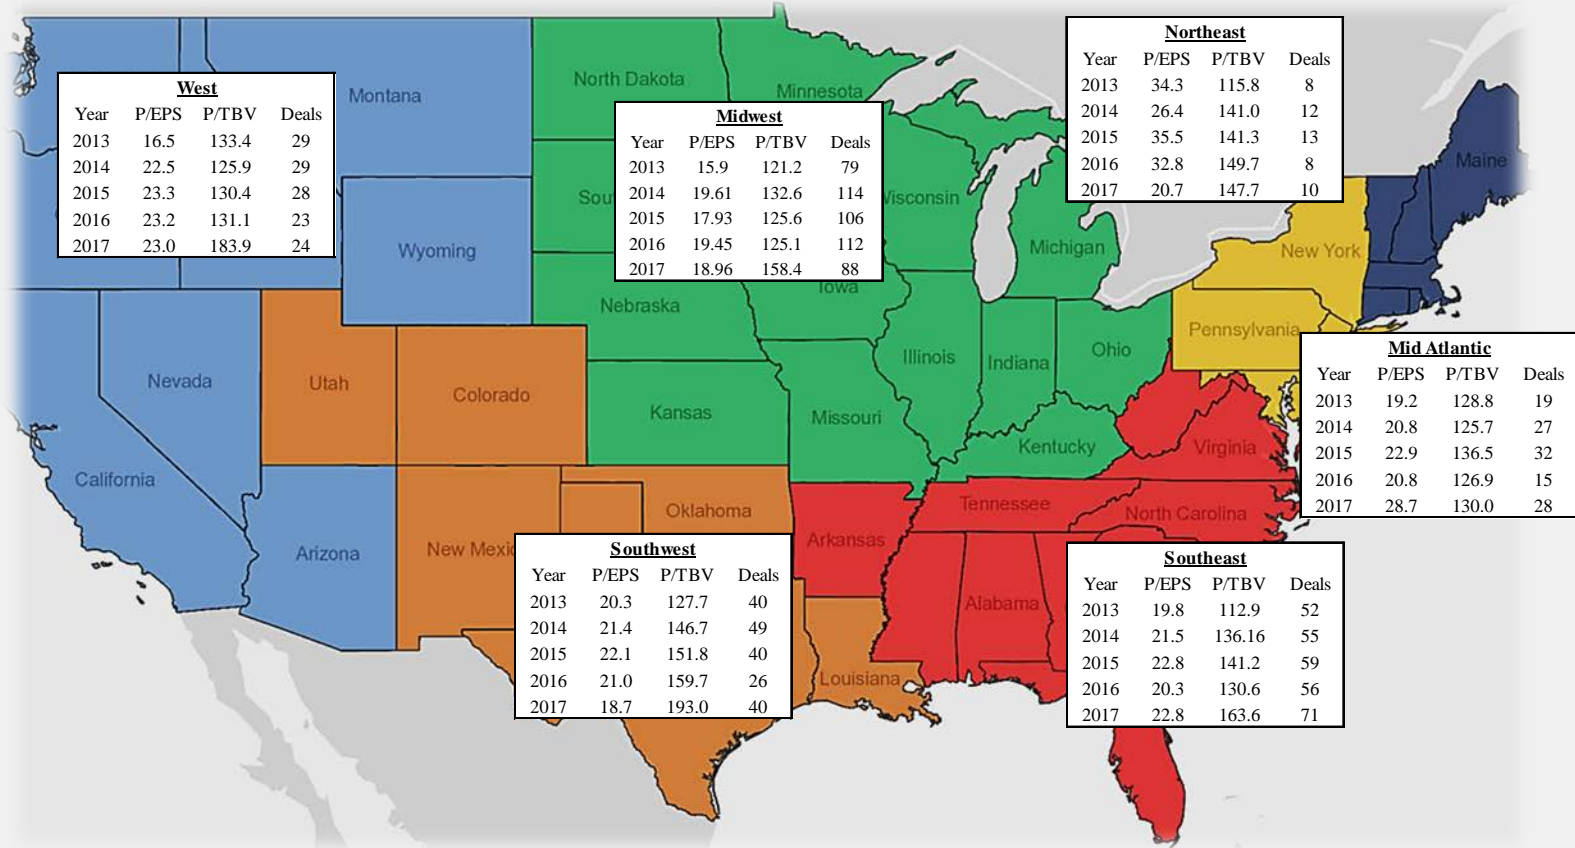 West
Year P/EPS P/TBV Deals
2013 16.5 133.4 29
2014 22.5 125.9 29
2015 23.3 130.4 28
2016 23.2 131.1 23
2017 23.0 183.9 24
Midwest
Year P/EPS P/TBV Deals
2013 15.9 121.2 79
2014 19.61 132.6 114
2015 17.93 125.6 106
2016 19.45 125.1 112
2017 18.96 158.4 88
Northeast
Year P/EPS P/TBV Deals
2013 34.3 115.8 8
2014 26.4 141.0 12
2015 35.5 141.3 13
2016 32.8 149.7 8
2017 20.7 147.7 10
Mid Atlantic
Year P/EPS P/TBV Deals
2013 19.2 128.8 19
2014 20.8 125.7 27
2015 22.9 136.5 32
2016 20.8 126.9 15
2017 28.7 130.0 28
Southwest
Year P/EPS P/TBV Deals
2013 20.3 127.7 40
2014 21.4 146.7 49
2015 22.1 151.8 40
2016 21.0 159.7 26
2017 18.7 193.0 40
Southeast
Year P/EPS P/TBV Deals
2013 19.8 112.9 52
2014 21.5 136.16 55
2015 22.8 141.2 59
2016 20.3 130.6 56
2017 22.8 163.6 71
Montana
North Dakota
Minnesota
Maine
Sou
Visconsin
Wyoming
Michigan
New York
Iowa
Nebraska
Pennsylvania
Illinois
Indiana
Ohio
Nevada
Utah
Colorado
Kansas
Missouri
Kentucky
Virginia
California
Oklahoma
Tennessee
North Carolina
Arizona
New Mexic
Arkansas
Alabama
Louisiana